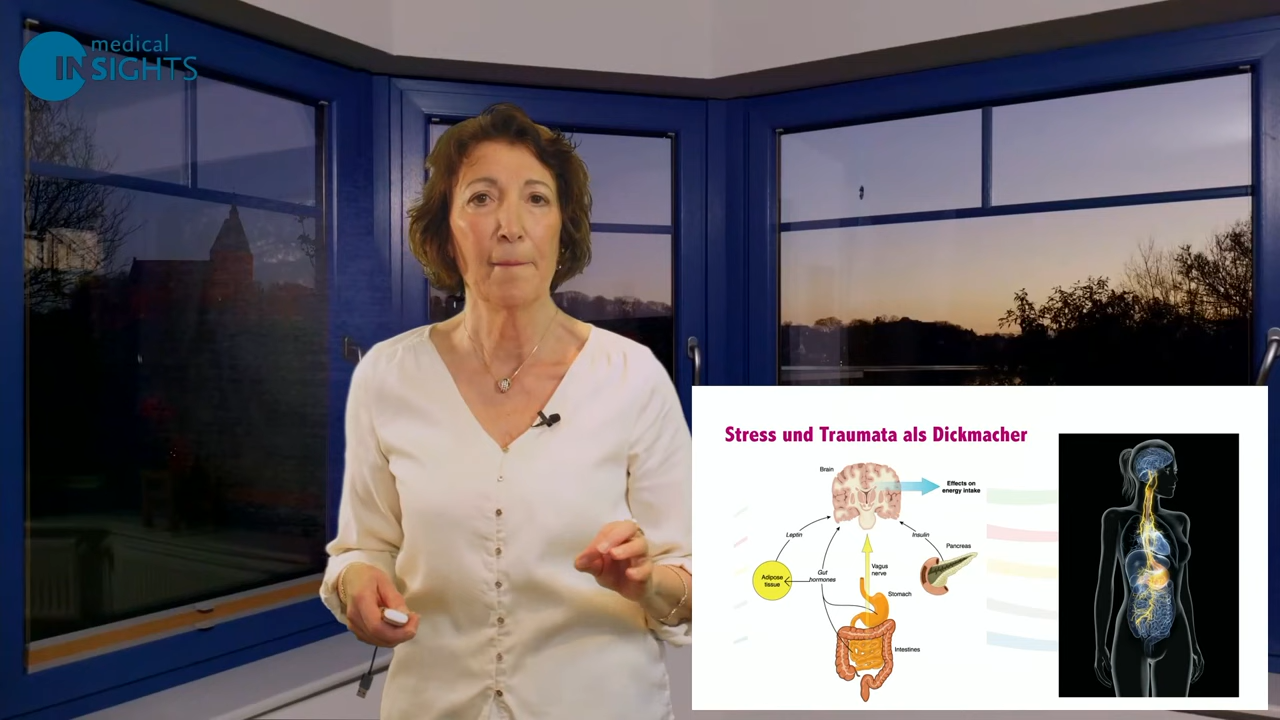 medical
INSIGHTS
Stress und Traumata als Dickmacher
Brain
Effects on
energy intake
Leptin
Insulin
Pancreas
Adipose
tissue
Gut
hormones
Vagus
nerve
Stomach
Intestines